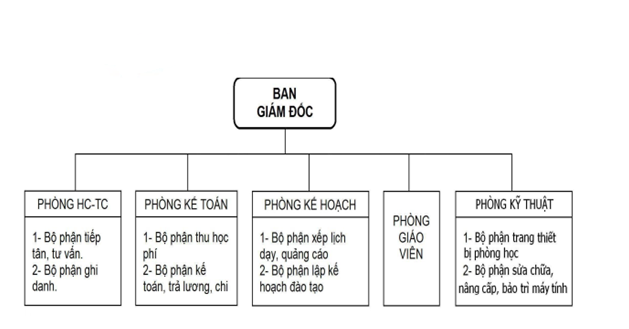 BAN
GIÁM ĐỐC
PHÒNG HC-TC
1- Bộ phận tiếp
tân, tư vấn.
2- Bộ phận ghi
danh.
PHÒNG KẾ TOÁN
1- Bộ phận thu học
phí
2- Bộ phận kế
toán, trả lương, chi
PHÒNG KẾ HOẠCH
1- Bộ phận xếp lịch
dạy, quảng cáo
2- Bộ phận lập kế
hoạch đào tạo
PHÒNG
GIÁO
VIÊN
PHÒNG KỸ THUẬT
1- Bộ phận trang thiết
bị phòng học
2- Bộ phận sửa chữa,
nâng cấp, bảo trì máy tính